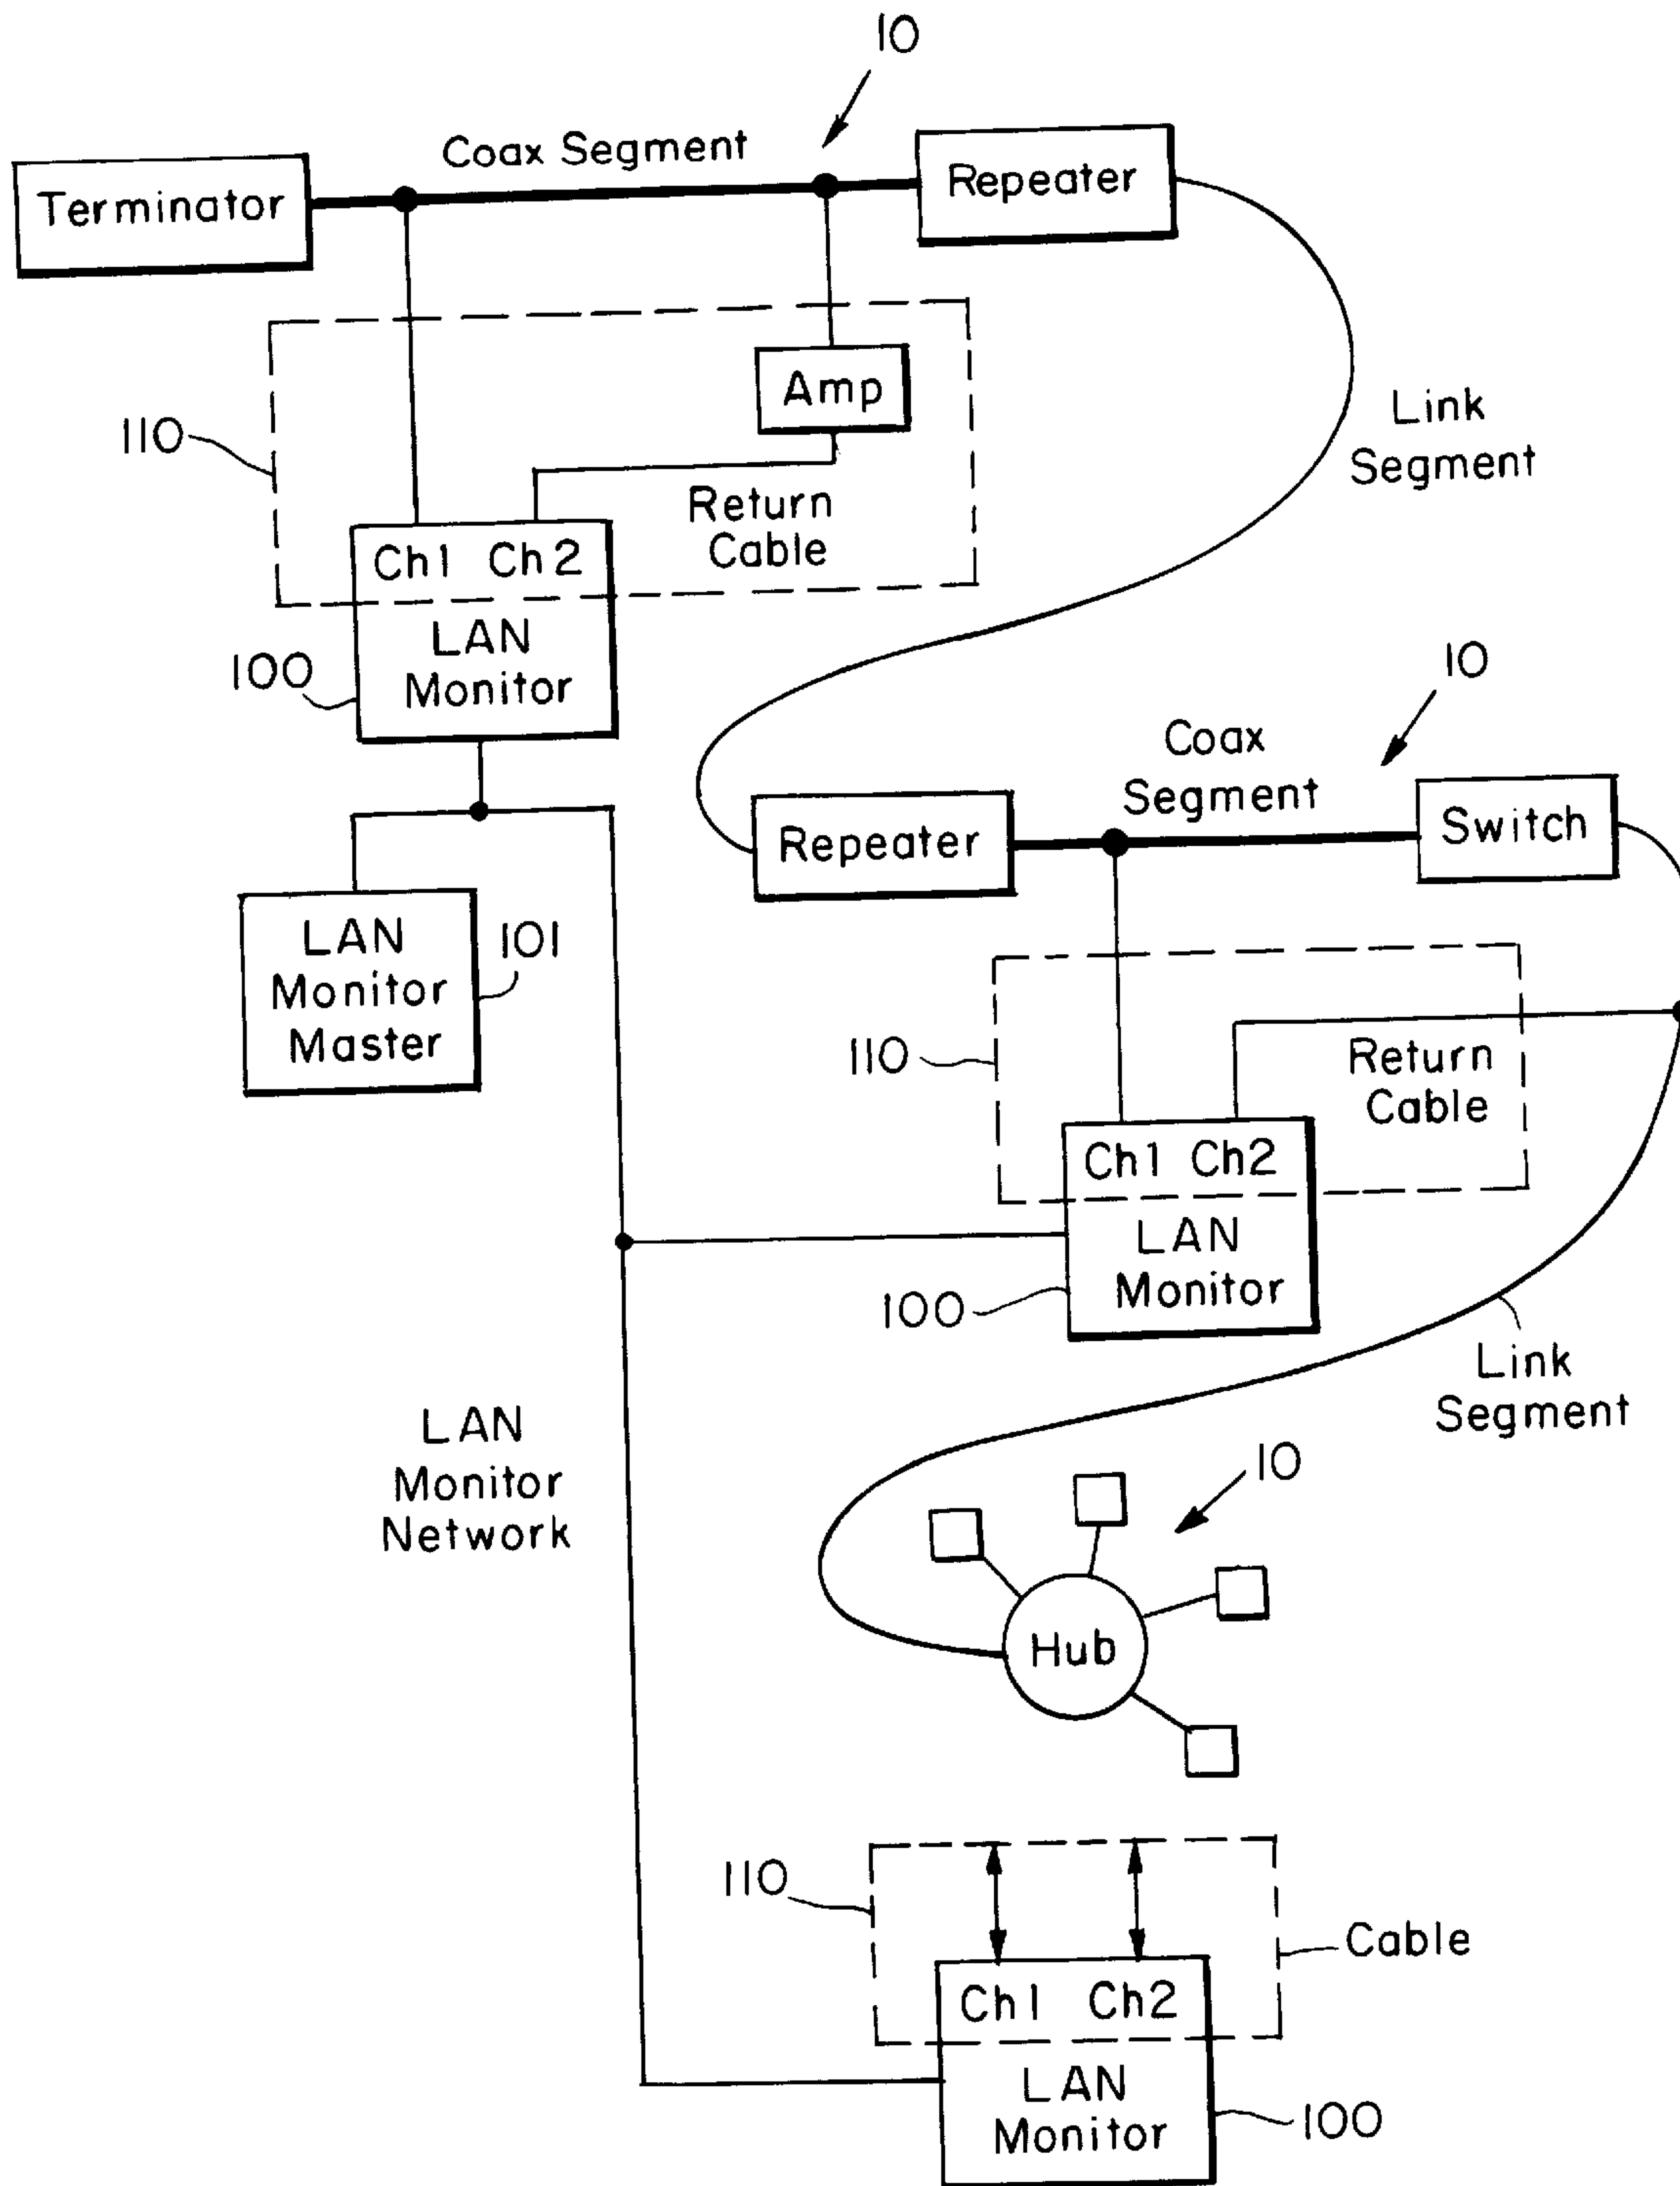 10
Coax Segment
Terminator
Repeater
Amp
Link
Segment
110
Return
Cable
Ch1 Ch2
LAN
Monitor
100
10
Coax
Segment
Repeater
Switch
LAN
Monitor
Master
101
110
Return
Cable
Ch1 Ch2
LAN
Monitor
100
Link
Segment
LAN
Monitor
Network
10
Hub
110
Cable
Ch1 Ch2
LAN
Monitor
100